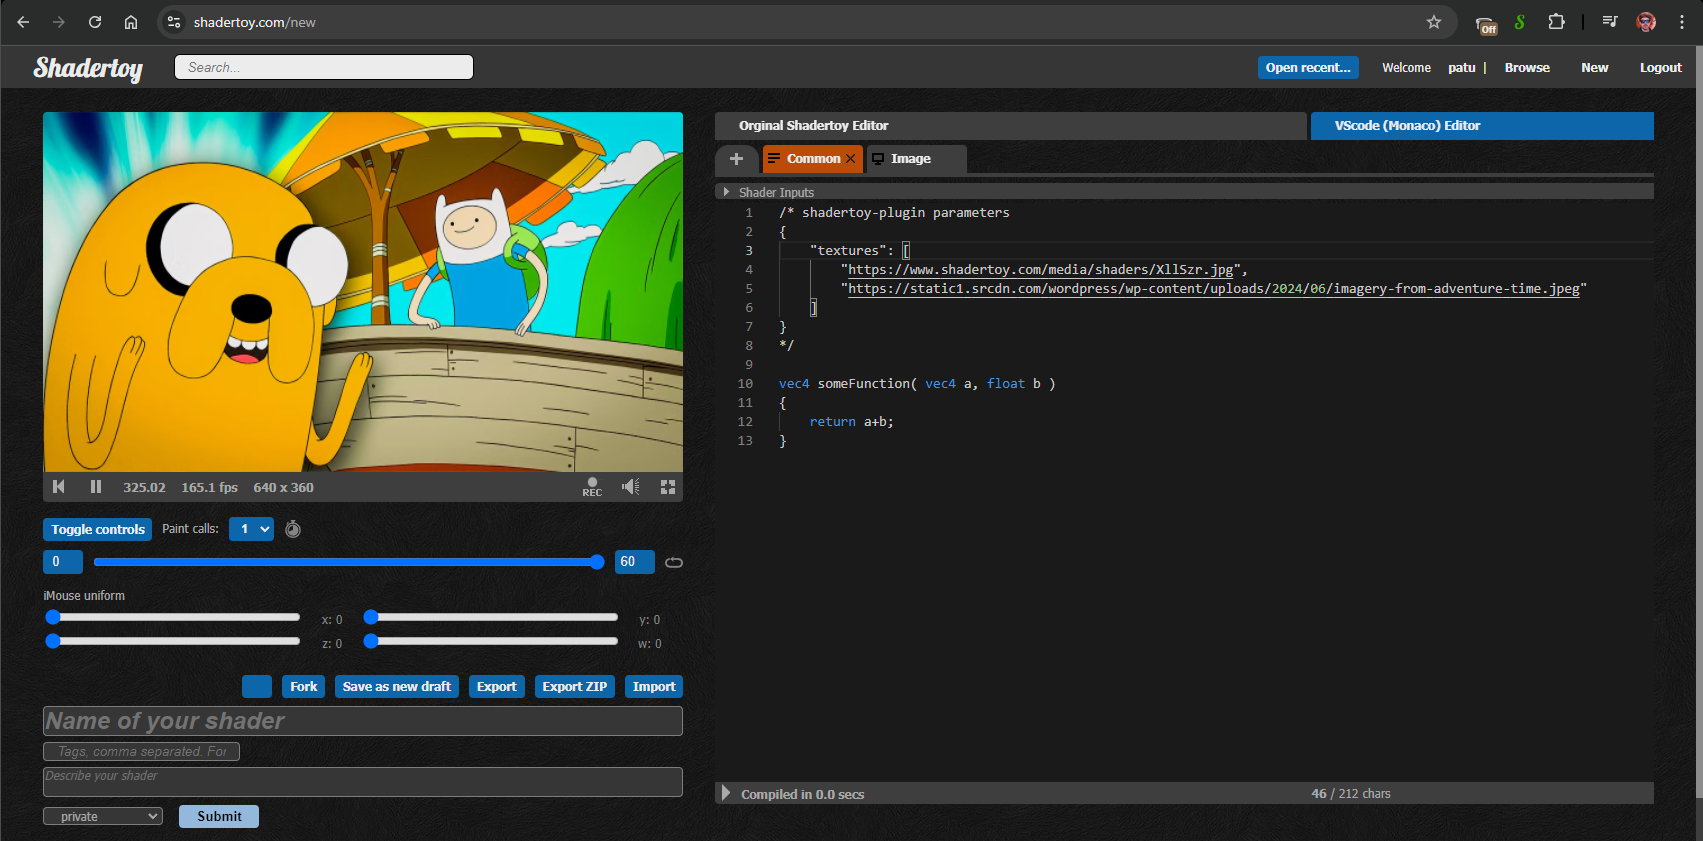 shadertoy.com/new
Off
Shadertoy
Search...
Open recent...
Welcome patu |
Browse
New
Logout
Orginal Shadertoy Editor
VScode (Monaco) Editor
+
Common
Image
Shader Inputs
1 /* shadertoy-plugin parameters
2 {
3 "textures": [
4 "https://www.shadertoy.com/media/shaders/XllSzr.jpg",
5 "https://static1.srcdn.com/wordpress/wp-content/uploads/2024/06/imagery-from-adventure-time.jpeg"
6 ]
7 }
8 */
9
10 vec4 someFunction( vec4 a, float b )
11 {
12 return a+b;
13 }
325.02 165.1 fps 640 x 360
REC
Toggle controls Paint calls: 1
0 60
iMouse uniform
x: 0 y: 0
z: 0 w: 0
Fork Save as new draft Export Export ZIP Import
Name of your shader
Tags, comma separated. For
Describe your shader
private Submit
Compiled in 0.0 secs
46 / 212 chars